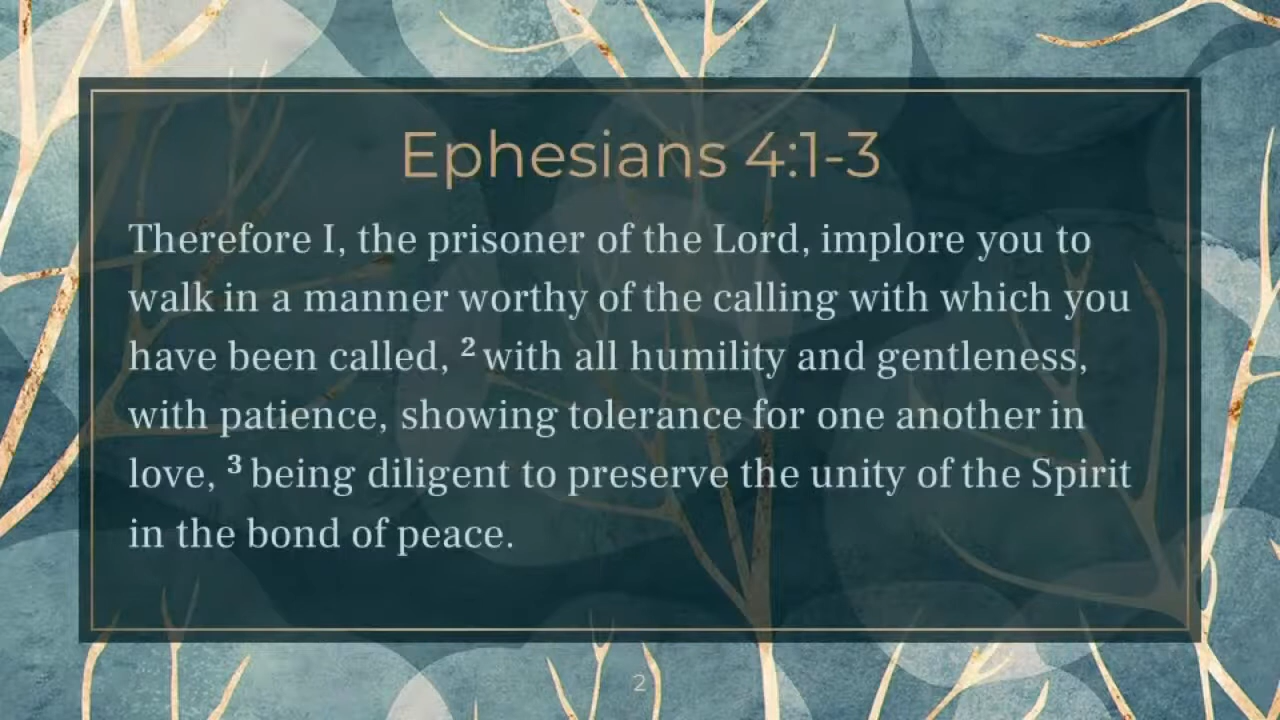 Ephesians 4:1-3
Therefore I, the prisoner of the Lord, implore you to
walk in a manner worthy of the calling with which you
have been called, ² with all humility and gentleness,
with patience, showing tolerance for one another in
love, ³ being diligent to preserve the unity of the Spirit
in the bond of peace.
2